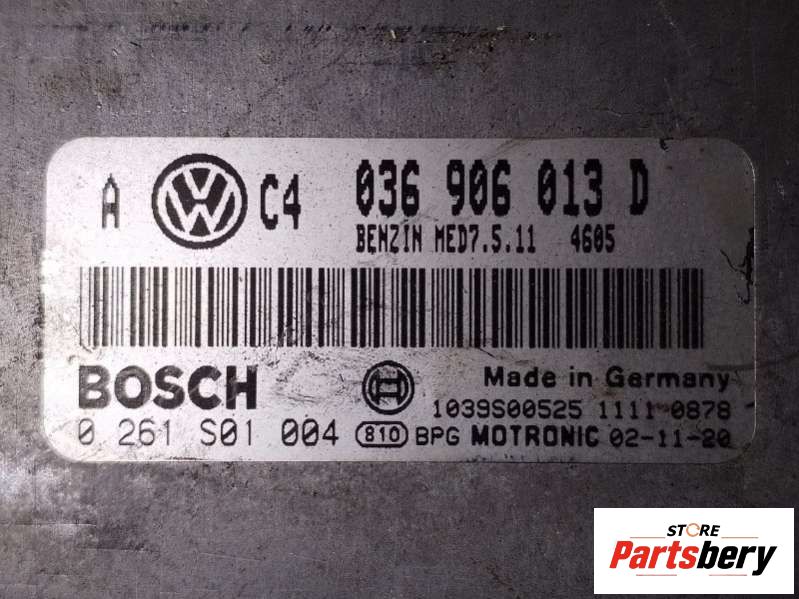 A VW C4 036 906 013 D
BENZIN MED7.5.11 4605
BOSCH Made in Germany
1039S00525 1111 0878
0 261 S01 004 810 BPG MOTRONIC 02-11-20
STORE
Partsbery